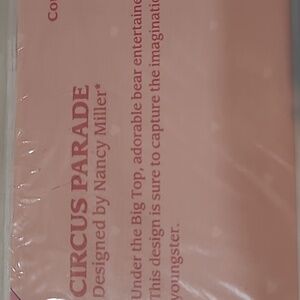 Co
CIRCUS PARADE
Designed by Nancy Miller*
Under the Big Top, adorable bear entertaine
This design is sure to capture the imaginatio
youngster.